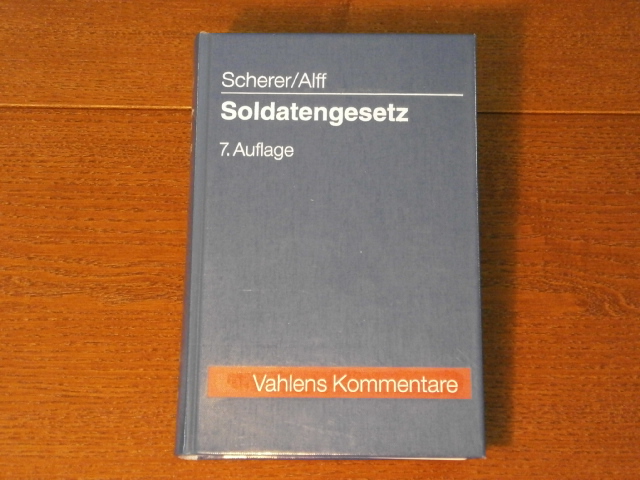 Scherer/Alff
Soldatengesetz
7. Auflage
Vahlens Kommentare